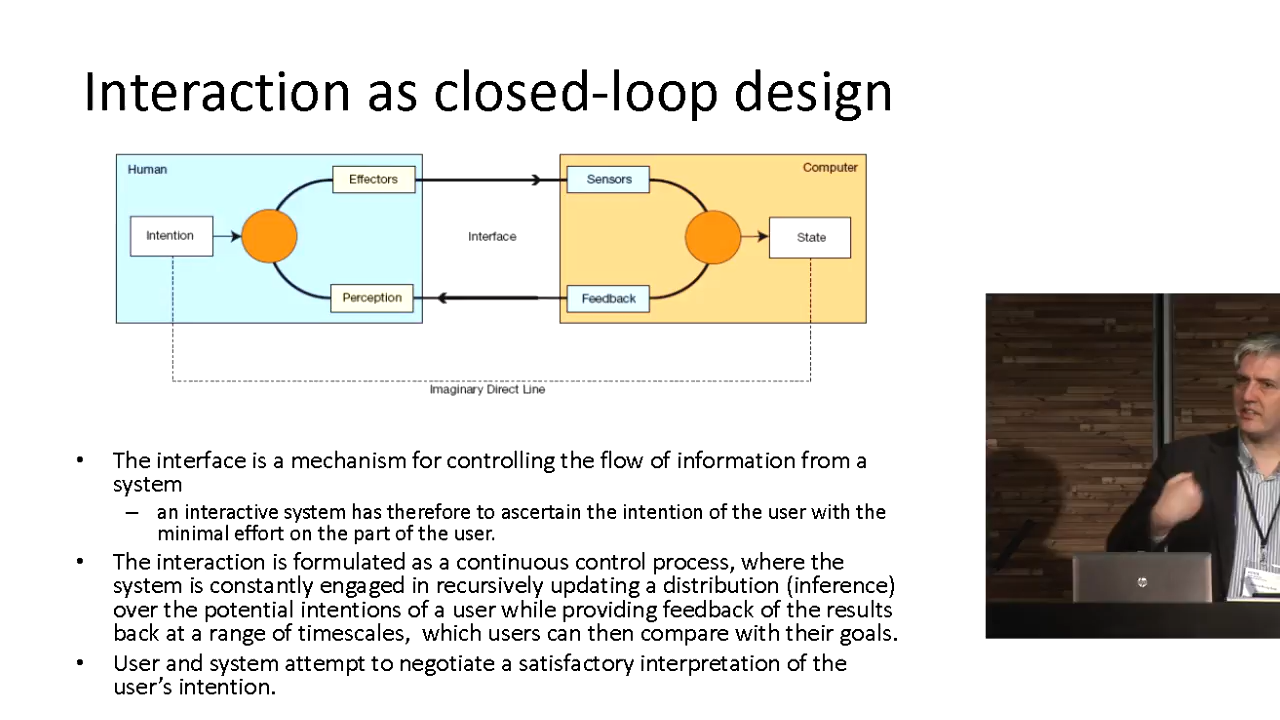 Interaction as closed-loop design
Human
Effectors
Sensors
Computer
Intention
Interface
State
Perception
Feedback
Imaginary Direct Line
• The interface is a mechanism for controlling the flow of information from a
system
– an interactive system has therefore to ascertain the intention of the user with the
minimal effort on the part of the user.
• The interaction is formulated as a continuous control process, where the
system is constantly engaged in recursively updating a distribution (inference)
over the potential intentions of a user while providing feedback of the results
back at a range of timescales, which users can then compare with their goals.
• User and system attempt to negotiate a satisfactory interpretation of the
user's intention.
hp